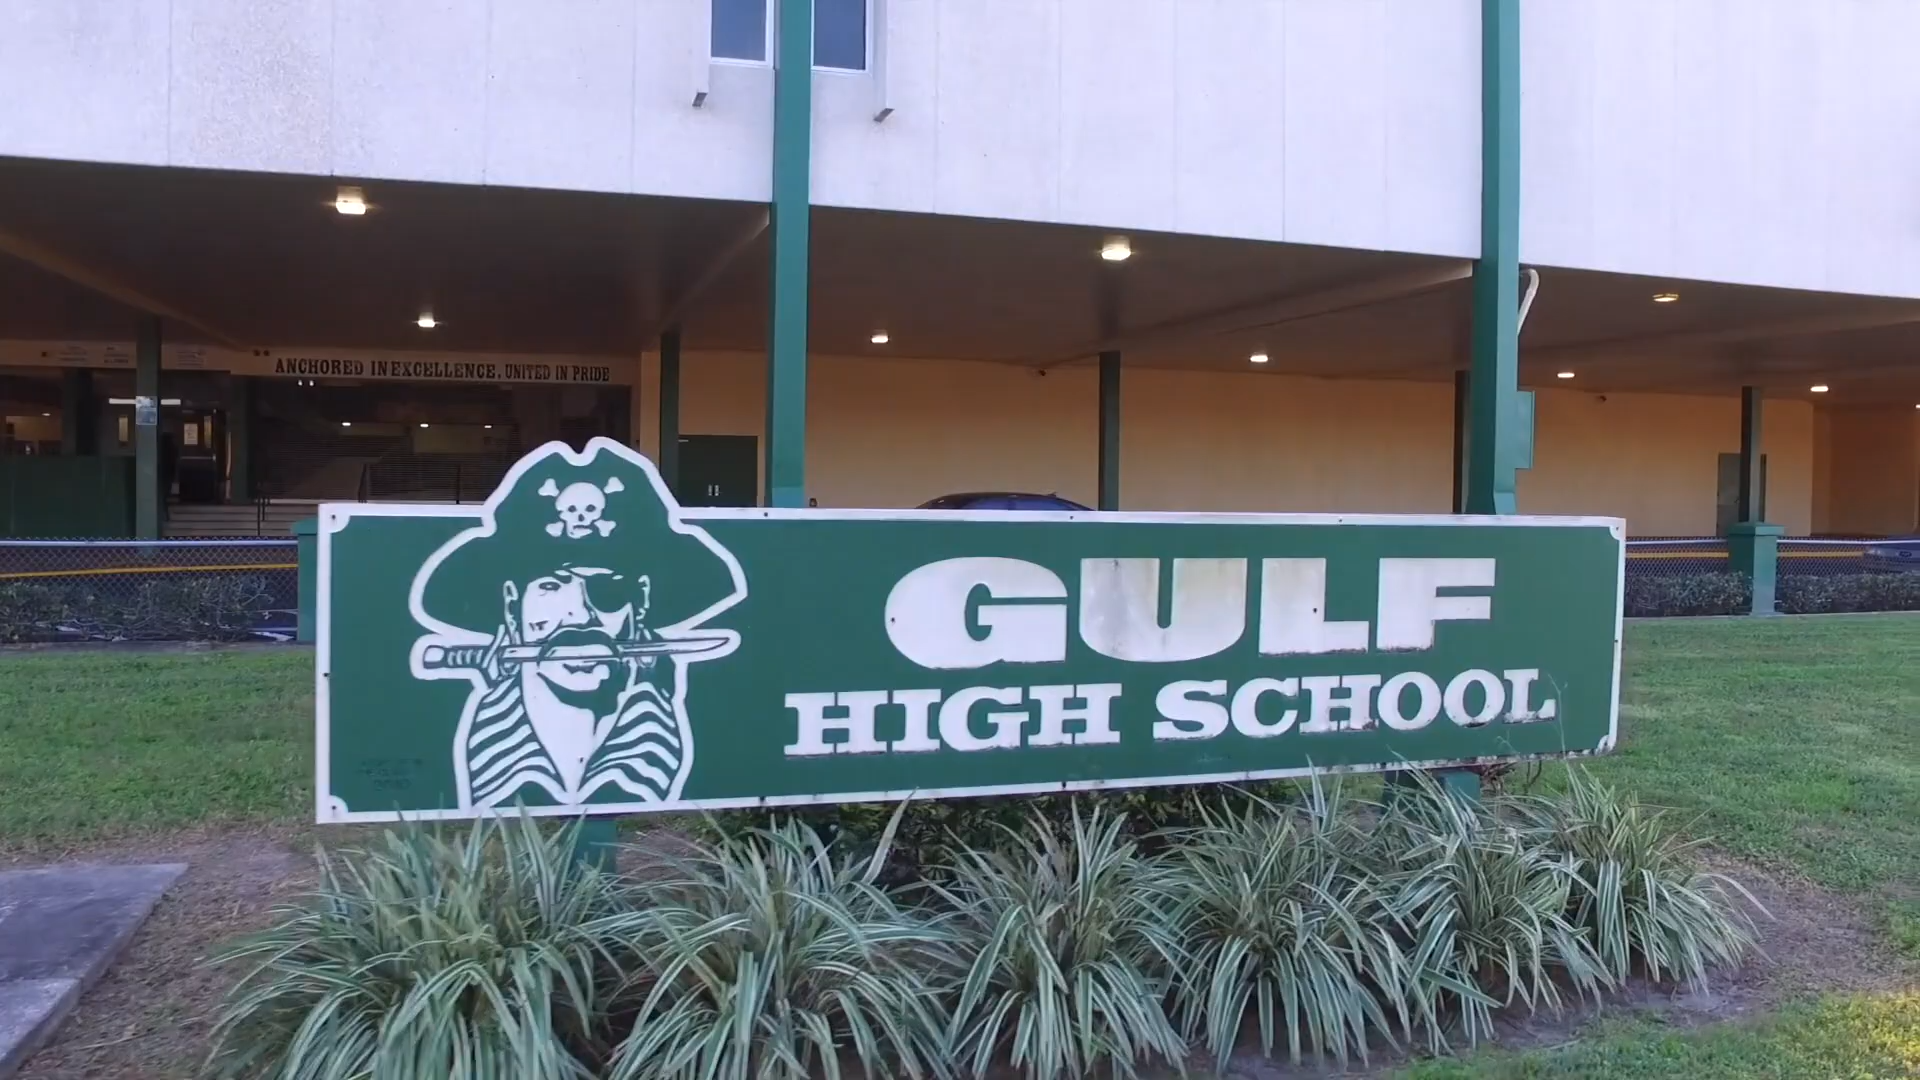 ANCHORED IN EXCELLENCE, UNITED IN PRIDE
GULF
HIGH SCHOOL